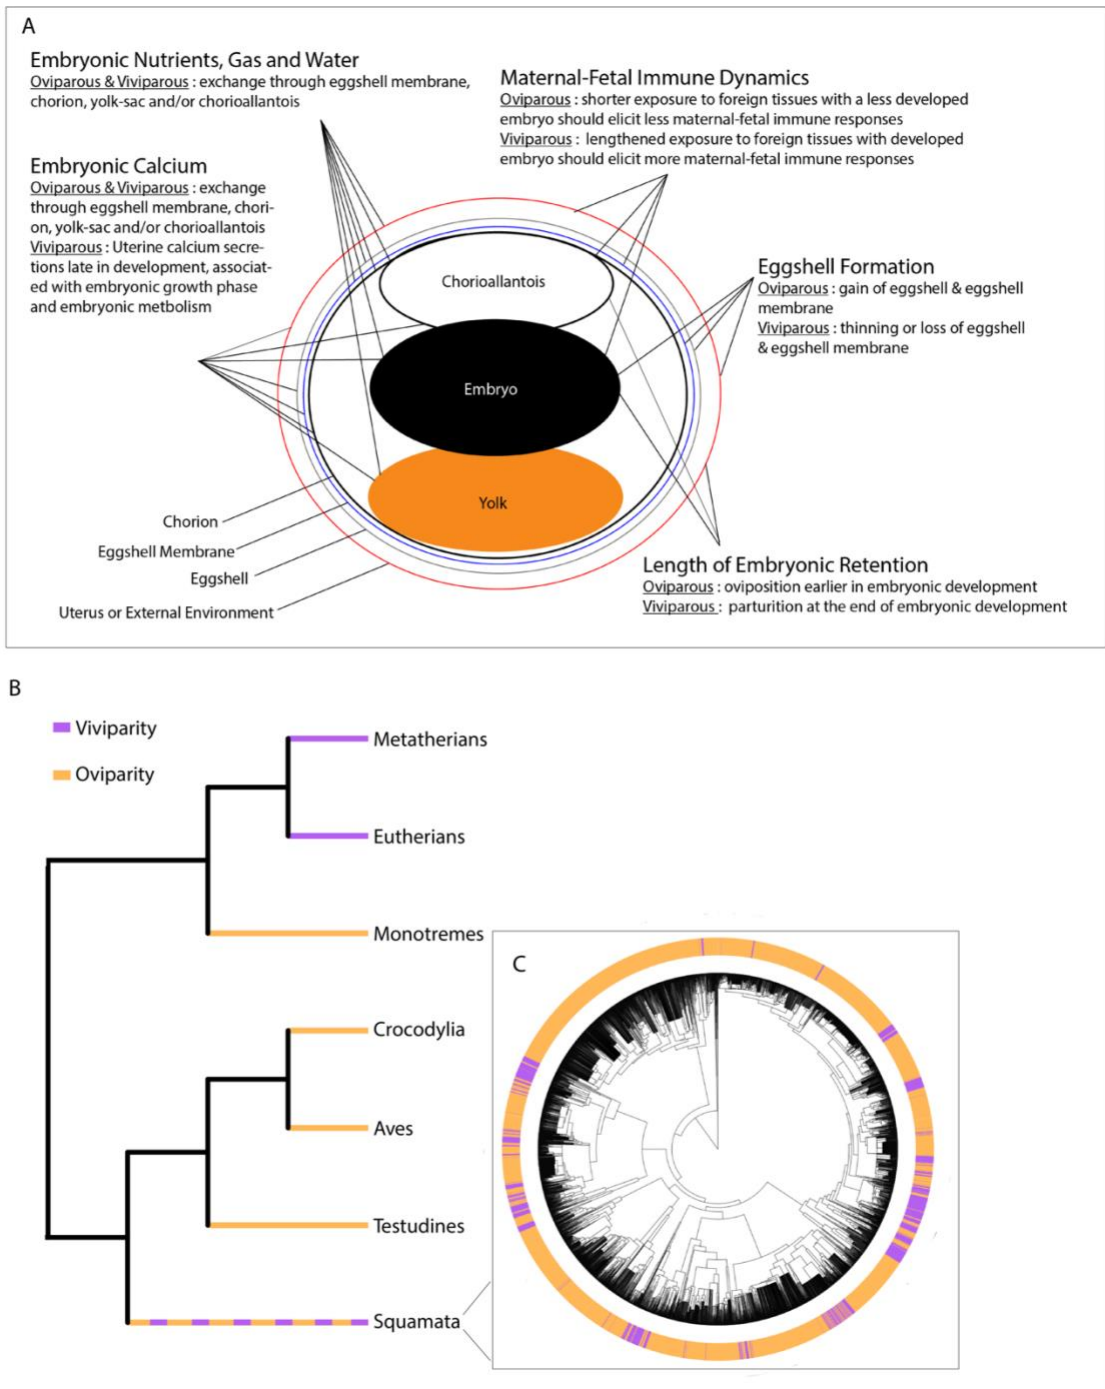 A
Embryonic Nutrients, Gas and Water
Oviparous & Viviparous : exchange through eggshell membrane,
chorion, yolk-sac and/or chorioallantois
Maternal-Fetal Immune Dynamics
Oviparous : shorter exposure to foreign tissues with a less developed
embryo should elicit less maternal-fetal immune responses
Viviparous : lengthened exposure to foreign tissues with developed
embryo should elicit more maternal-fetal immune responses
Embryonic Calcium
Oviparous & Viviparous : exchange
through eggshell membrane, chori-
on, yolk-sac and/or chorioallantois
Viviparous : Uterine calcium secre-
tions late in development, associat-
ed with embryonic growth phase
and embryonic metbolism
Eggshell Formation
Oviparous : gain of eggshell & eggshell
membrane
Viviparous : thinning or loss of eggshell
& eggshell membrane
Chorioallantois
Embryo
Yolk
Chorion
Eggshell Membrane
Eggshell
Uterus or External Environment
Length of Embryonic Retention
Oviparous : oviposition earlier in embryonic development
Viviparous : parturition at the end of embryonic development
B
Viviparity
Oviparity
Metatherians
Eutherians
Monotremes
Crocodylia
Aves
Testudines
Squamata
C